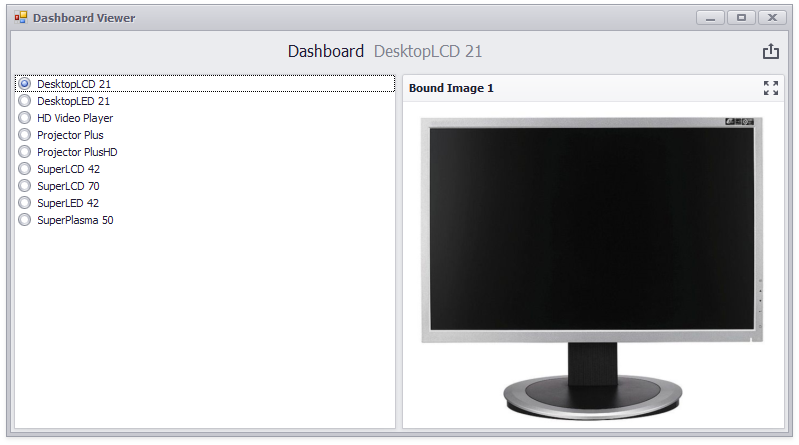 Dashboard Viewer
Dashboard DesktopLCD 21
DesktopLCD 21
DesktopLED 21
HD Video Player
Projector Plus
Projector PlusHD
SuperLCD 42
SuperLCD 70
SuperLED 42
SuperPlasma 50
Bound Image 1